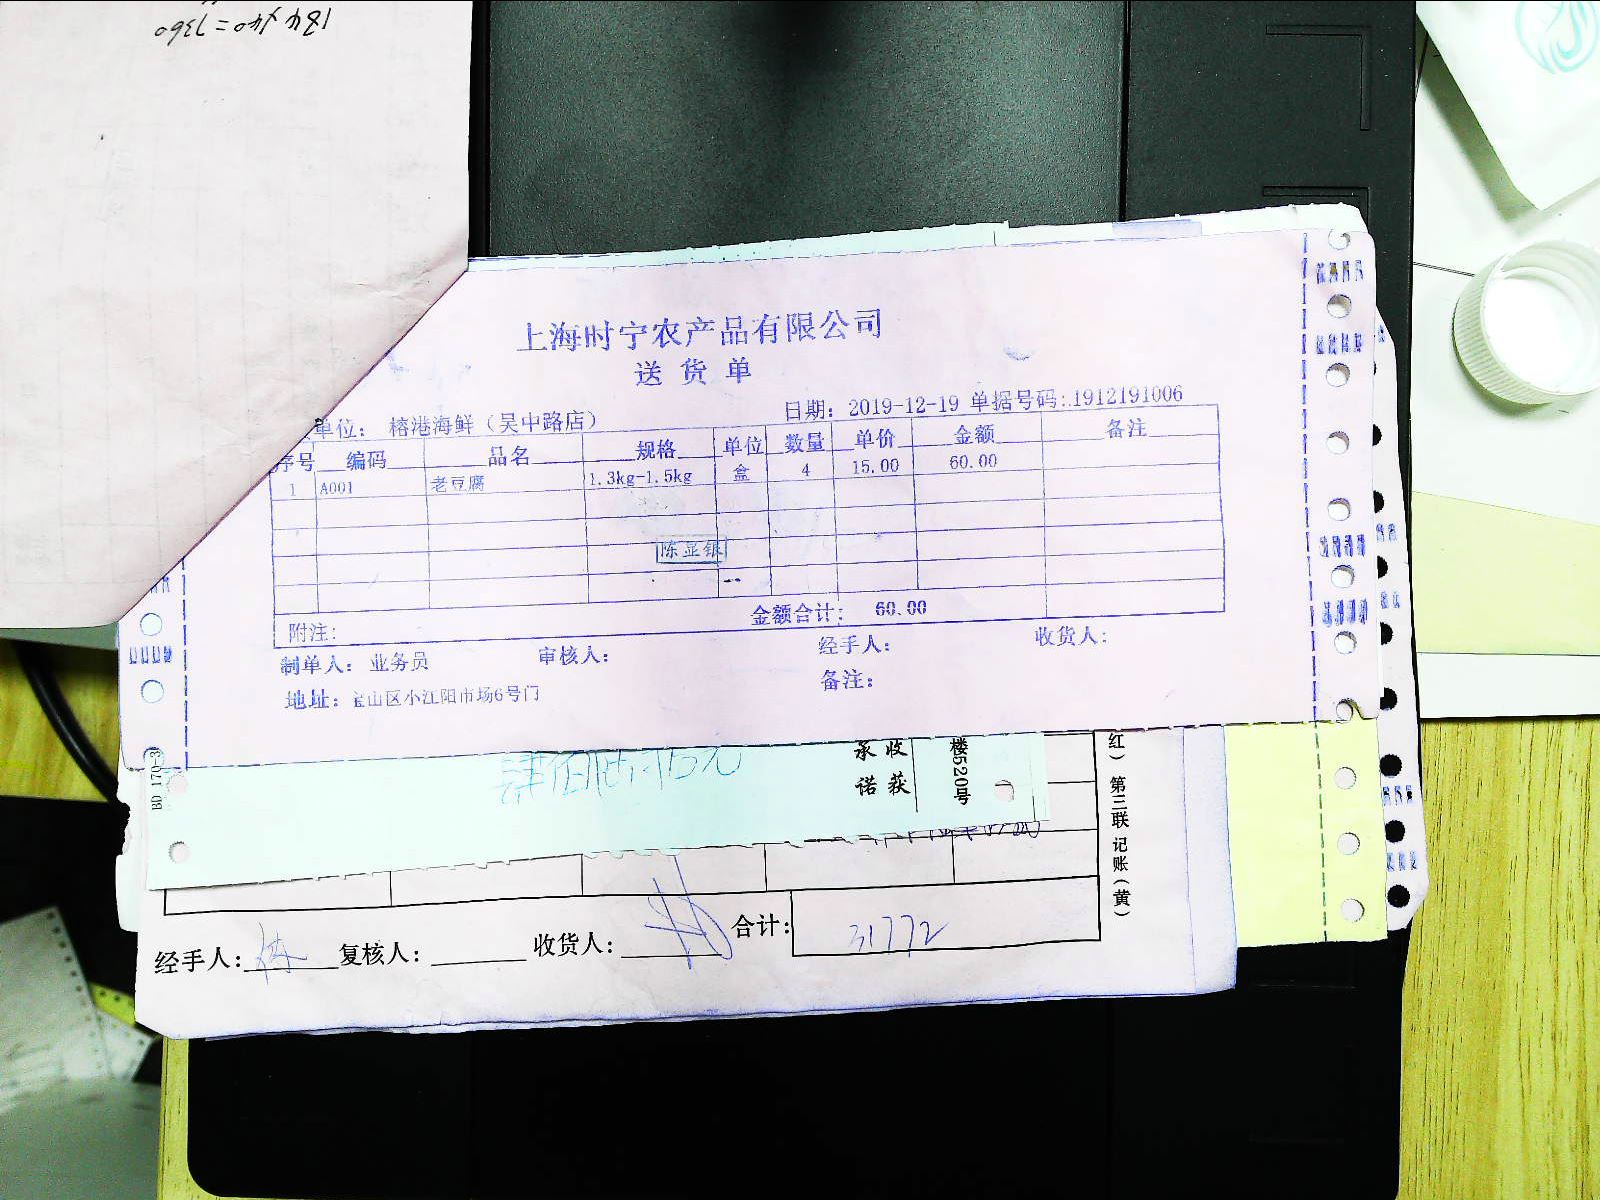 184×40=7360
上海时宁农产品有限公司
送 货 单
单位： 榕港海鲜（吴中路店） 日期：2019-12-19 单据号码：1912191006
序号 编码 品名 规格 单位 数量 单价 金额 备注
1 A001 老豆腐 1.3kg-1.5kg 盒 4 15.00 60.00
陈显银
金额合计： 60.00
附注：
制单人： 业务员 审核人： 经手人： 收货人：
地址：宝山区小江阳市场6号门 备注：
BD 170-3
承诺
收获
楼520号
红）第三联 记账（黄）
经手人： 复核人： 收货人： 合计： 31772